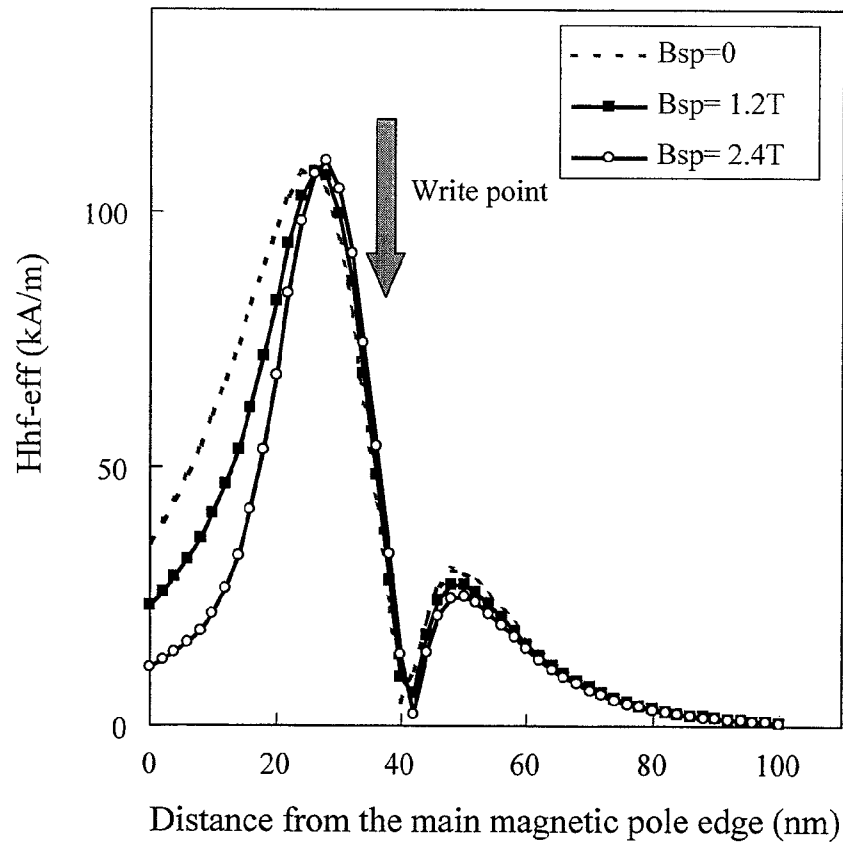 Bsp=0
Bsp= 1.2T
Bsp= 2.4T
Write point
Hhf-eff (kA/m)
100
50
0
0 20 40 60 80 100
Distance from the main magnetic pole edge (nm)